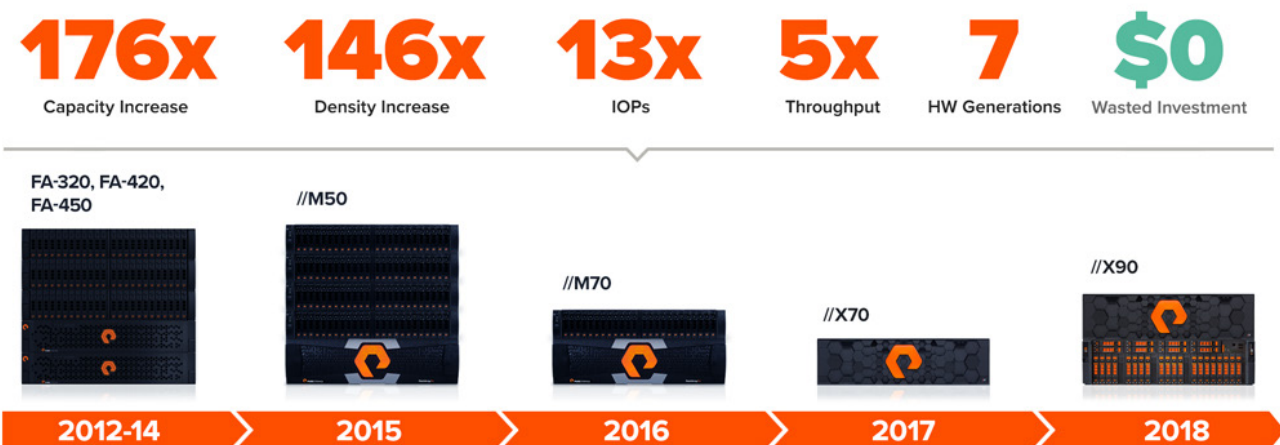 176x
146x
13x
5x
7
$0
Capacity Increase
Density Increase
IOPs
Throughput
HW Generations
Wasted Investment
FA-320, FA-420,
FA-450
//M50
//M70
//X70
//X90
2012-14
2015
2016
2017
2018